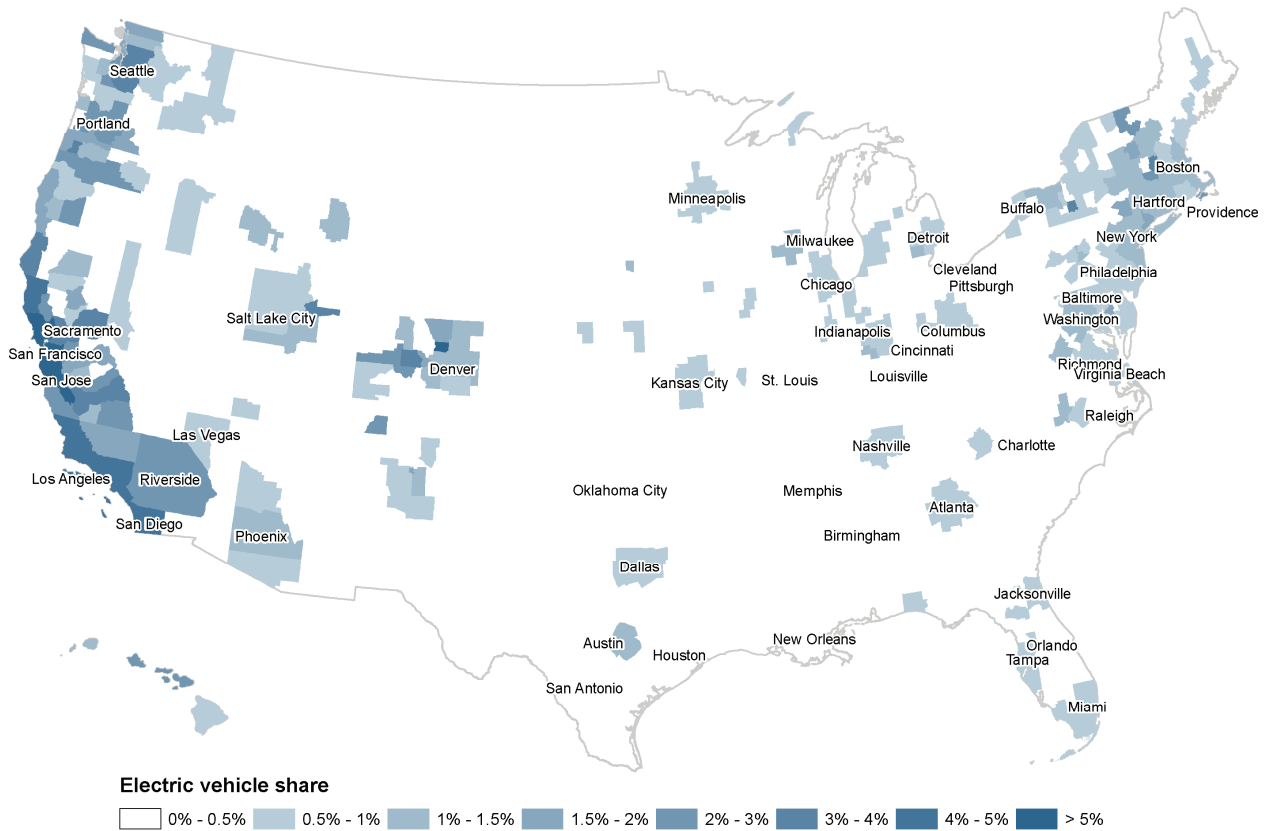 Seattle
Portland
Minneapolis
Boston
Buffalo
Hartford
Providence
Milwaukee
Detroit
New York
Cleveland
Philadelphia
Chicago
Pittsburgh
Baltimore
Salt Lake City
Washington
Sacramento
Indianapolis
Columbus
San Francisco
Cincinnati
Denver
Richmond
San Jose
Kansas City
St. Louis
Louisville
Virginia Beach
Raleigh
Las Vegas
Nashville
Charlotte
Los Angeles
Riverside
Oklahoma City
Memphis
Atlanta
San Diego
Phoenix
Birmingham
Dallas
Jacksonville
Austin
New Orleans
Houston
Orlando
Tampa
San Antonio
Miami
Electric vehicle share
0% - 0.5% 0.5% - 1% 1% - 1.5% 1.5% - 2% 2% - 3% 3% - 4% 4% - 5% > 5%